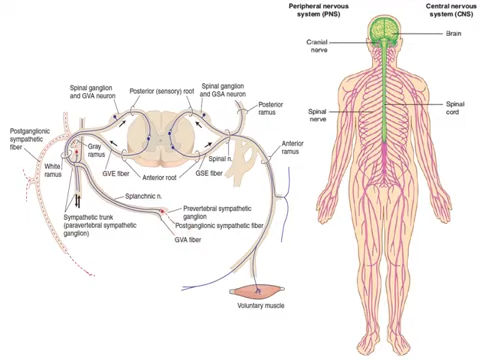 Peripheral nervous
system (PNS)
Central nervous
system (CNS)
Brain
Cranial
nerve
Spinal
nerve
Spinal
cord
Spinal ganglion
and GVA neuron
Posterior (sensory) root
Spinal ganglion
and GSA neuron
Posterior
ramus
Postganglionic
sympathetic
fiber
Gray
ramus
White
ramus
GVE fiber
Anterior root
Spinal n.
GSE fiber
Anterior
ramus
Splanchnic n.
Sympathetic trunk
(paravertebral sympathetic
ganglion)
Prevertebral sympathetic
ganglion
Postganglionic sympathetic fiber
GVA fiber
Voluntary muscle